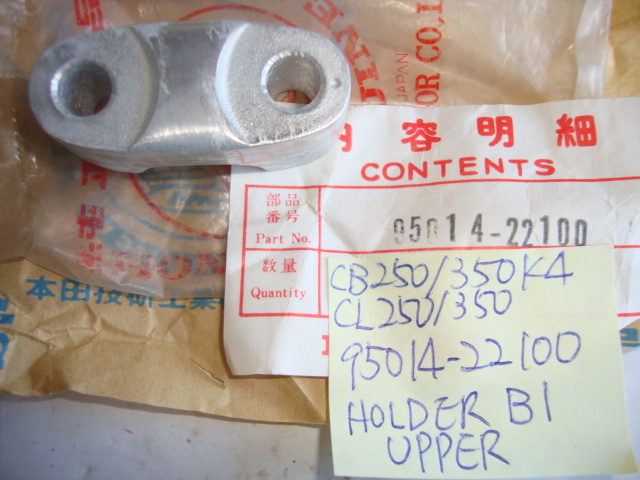 JAPAN
OR CO.,L
内容明細
CONTENTS
部品
番号
Part No.
95014-22100
数量
Quantity
本田技研工業
CB250/350K4
CL250/350
95014-22100
HOLDER B1
UPPER